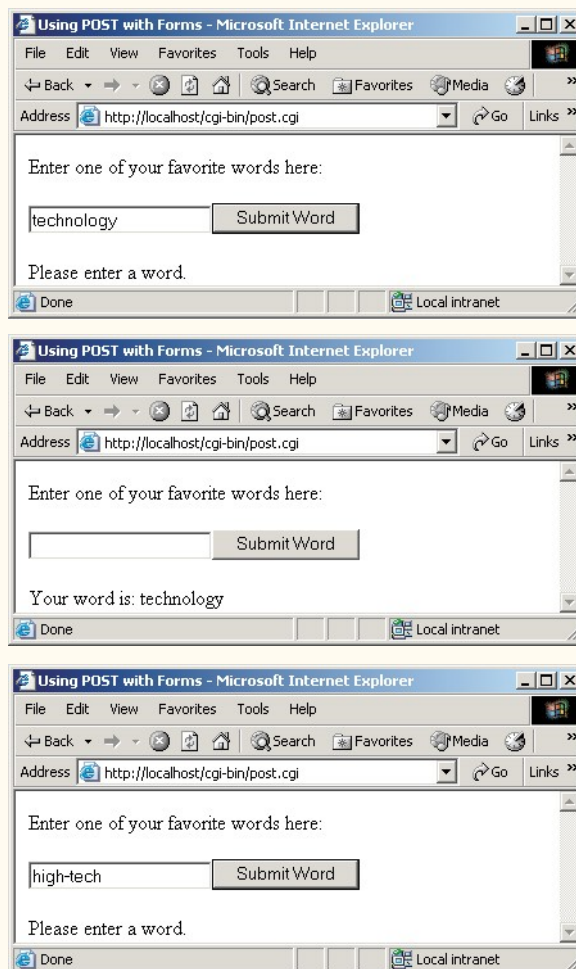 Using POST with Forms - Microsoft Internet Explorer
File Edit View Favorites Tools Help
Back Search Favorites Media »
Address http://localhost/cgi-bin/post.cgi Go Links »
Enter one of your favorite words here:
technology Submit Word
Please enter a word.
Done Local intranet
Using POST with Forms - Microsoft Internet Explorer
File Edit View Favorites Tools Help
Back Search Favorites Media »
Address http://localhost/cgi-bin/post.cgi Go Links »
Enter one of your favorite words here:
Submit Word
Your word is: technology
Done Local intranet
Using POST with Forms - Microsoft Internet Explorer
File Edit View Favorites Tools Help
Back Search Favorites Media »
Address http://localhost/cgi-bin/post.cgi Go Links »
Enter one of your favorite words here:
high-tech Submit Word
Please enter a word.
Done Local intranet